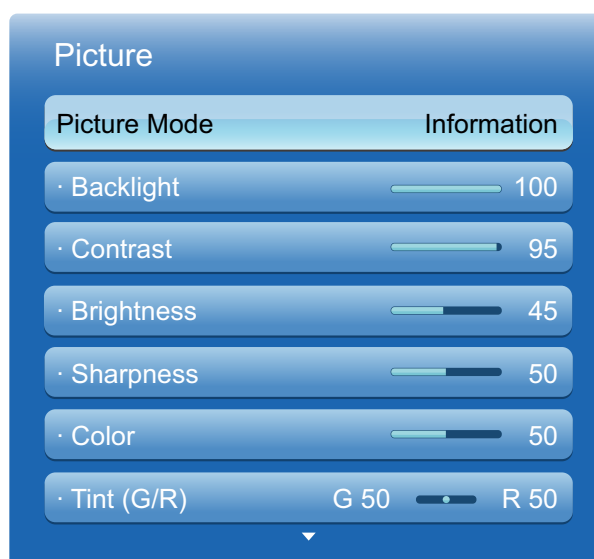 Picture
Picture Mode Information
· Backlight 100
· Contrast 95
· Brightness 45
· Sharpness 50
· Color 50
· Tint (G/R) G 50 R 50